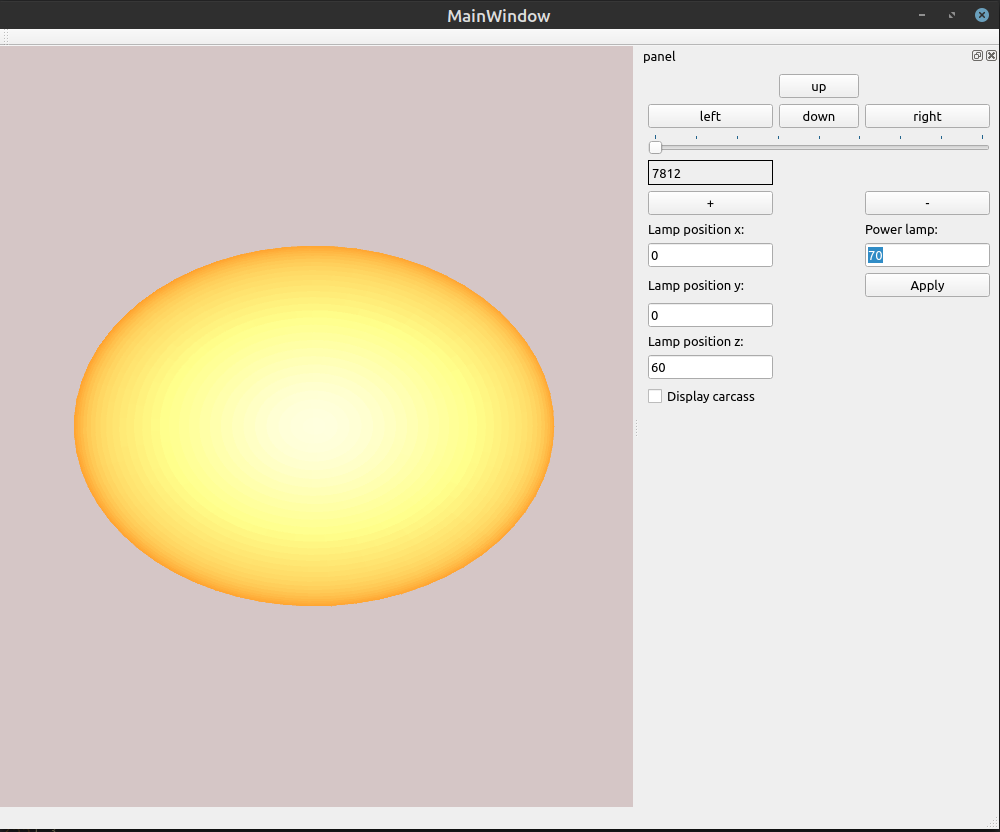 MainWindow
panel
up
left down right
7812
+ -
Lamp position x: Power lamp:
0 70
Lamp position y: Apply
0
Lamp position z:
60
Display carcass